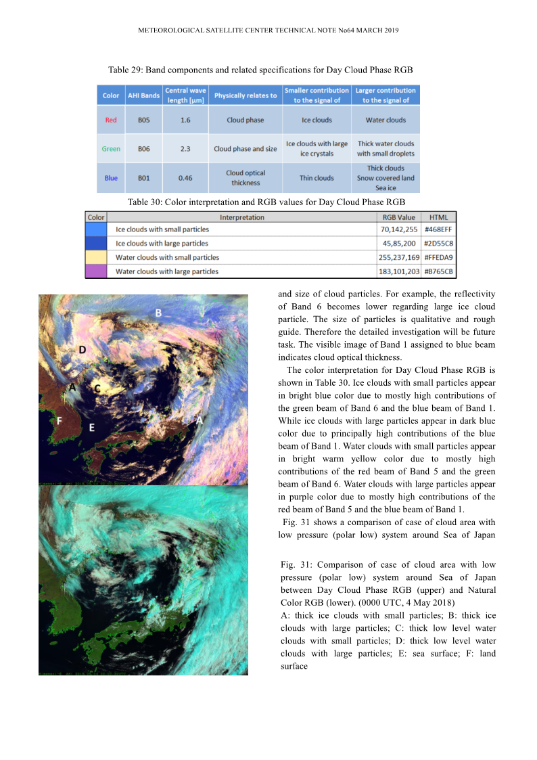 METEOROLOGICAL SATELLITE CENTER TECHNICAL NOTE No64 MARCH 2019
Table 29: Band components and related specifications for Day Cloud Phase RGB
Color AHI Bands Central wave length [μm] Physically relates to Smaller contribution to the signal of Larger contribution to the signal of
Red B05 1.6 Cloud phase Ice clouds Water clouds
Green B06 2.3 Cloud phase and size Ice clouds with large ice crystals Thick water clouds with small droplets
Blue B01 0.46 Cloud optical thickness Thin clouds Thick clouds Snow covered land Sea ice
Table 30: Color interpretation and RGB values for Day Cloud Phase RGB
Color Interpretation RGB Value HTML
Ice clouds with small particles 70,142,255 #468EFF
Ice clouds with large particles 45,85,200 #2D55C8
Water clouds with small particles 255,237,169 #FFEDA9
Water clouds with large particles 183,101,203 #B765CB
B
D
A
C
F
E
A
and size of cloud particles. For example, the reflectivity
of Band 6 becomes lower regarding large ice cloud
particle. The size of particles is qualitative and rough
guide. Therefore the detailed investigation will be future
task. The visible image of Band 1 assigned to blue beam
indicates cloud optical thickness.
The color interpretation for Day Cloud Phase RGB is
shown in Table 30. Ice clouds with small particles appear
in bright blue color due to mostly high contributions of
the green beam of Band 6 and the blue beam of Band 1.
While ice clouds with large particles appear in dark blue
color due to principally high contributions of the blue
beam of Band 1. Water clouds with small particles appear
in bright warm yellow color due to mostly high
contributions of the red beam of Band 5 and the green
beam of Band 6. Water clouds with large particles appear
in purple color due to mostly high contributions of the
red beam of Band 5 and the blue beam of Band 1.
Fig. 31 shows a comparison of case of cloud area with
low pressure (polar low) system around Sea of Japan
Fig. 31: Comparison of case of cloud area with low
pressure (polar low) system around Sea of Japan
between Day Cloud Phase RGB (upper) and Natural
Color RGB (lower). (0000 UTC, 4 May 2018)
A: thick ice clouds with small particles; B: thick ice
clouds with large particles; C: thick low level water
clouds with small particles; D: thick low level water
clouds with large particles; E: sea surface; F: land
surface